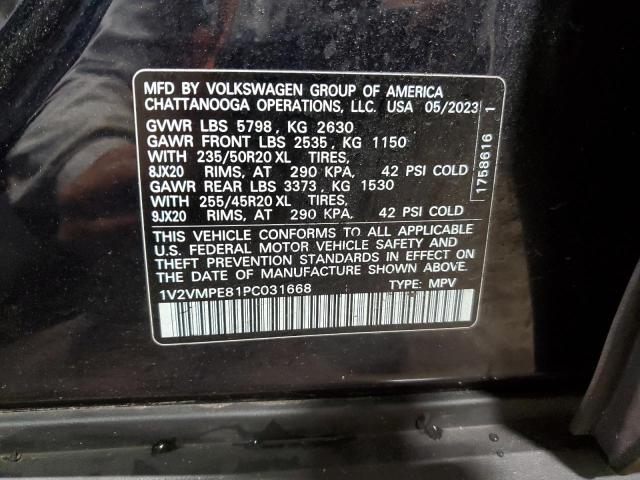 MFD BY VOLKSWAGEN GROUP OF AMERICA
CHATTANOOGA OPERATIONS, LLC. USA 05/2023
GVWR LBS 5798, KG 2630
GAWR FRONT LBS 2535, KG 1150
WITH 235/50R20 XL TIRES,
8JX20 RIMS, AT 290 KPA, 42 PSI COLD
GAWR REAR LBS 3373, KG 1530
WITH 255/45R20 XL TIRES,
9JX20 RIMS, AT 290 KPA, 42 PSI COLD
THIS VEHICLE CONFORMS TO ALL APPLICABLE
U.S. FEDERAL MOTOR VEHICLE SAFETY AND
THEFT PREVENTION STANDARDS IN EFFECT ON
THE DATE OF MANUFACTURE SHOWN ABOVE.
1V2VMPE81PC031668 TYPE: MPV
1758616 1